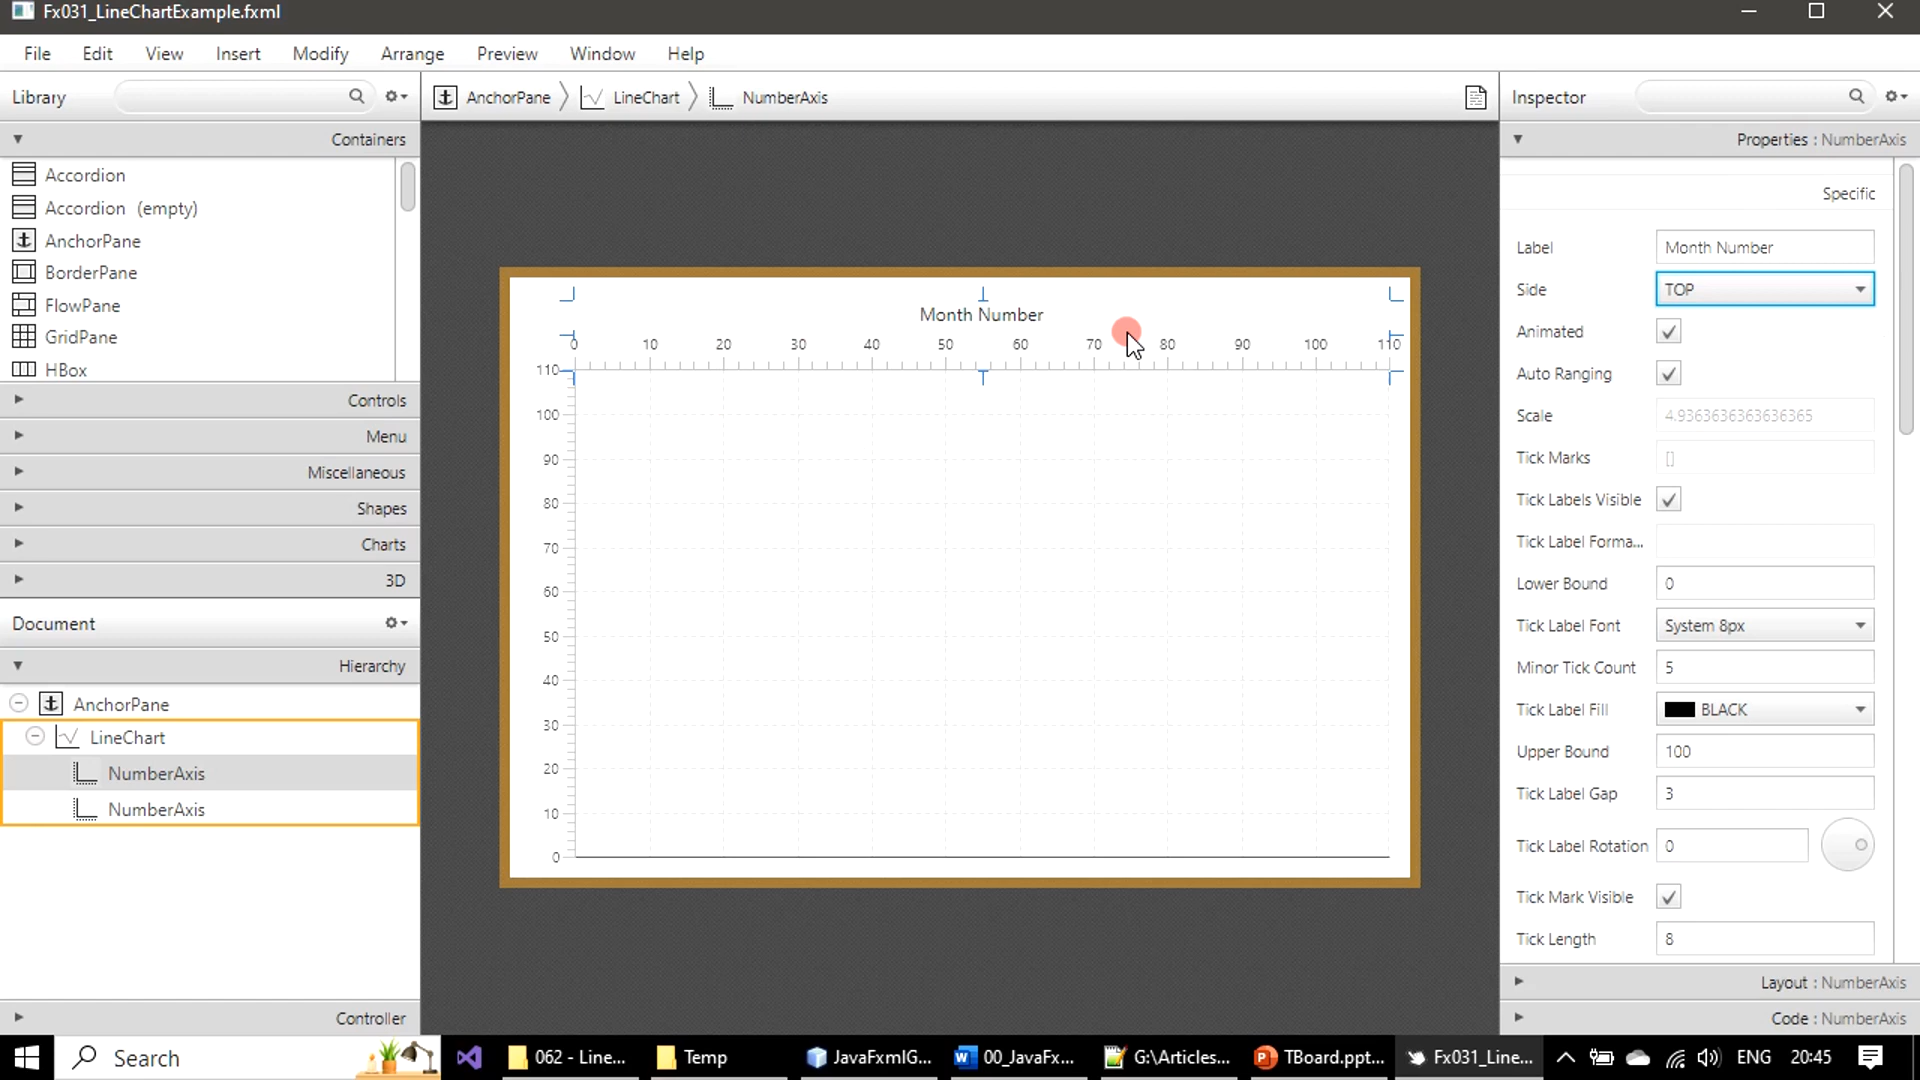 Fx031_LineChartExample.fxml
File Edit View Insert Modify Arrange Preview Window Help
Library
AnchorPane LineChart NumberAxis
Inspector
Containers
Properties : NumberAxis
Accordion
Accordion (empty)
AnchorPane
BorderPane
FlowPane
GridPane
HBox
Controls
Menu
Miscellaneous
Shapes
Charts
3D
Document
Hierarchy
AnchorPane
LineChart
NumberAxis
NumberAxis
Controller
Month Number
0 10 20 30 40 50 60 70 80 90 100 110
110
100
90
80
70
60
50
40
30
20
10
0
Specific
Label Month Number
Side TOP
Animated
Auto Ranging
Scale 4.9363636363636365
Tick Marks []
Tick Labels Visible
Tick Label Forma...
Lower Bound 0
Tick Label Font System 8px
Minor Tick Count 5
Tick Label Fill BLACK
Upper Bound 100
Tick Label Gap 3
Tick Label Rotation 0
Tick Mark Visible
Tick Length 8
Layout : NumberAxis
Code : NumberAxis
Search 062 - Line... Temp JavaFxmlG... 00_JavaFx... G:\Articles... TBoard.ppt... Fx031_Line... ENG 20:45